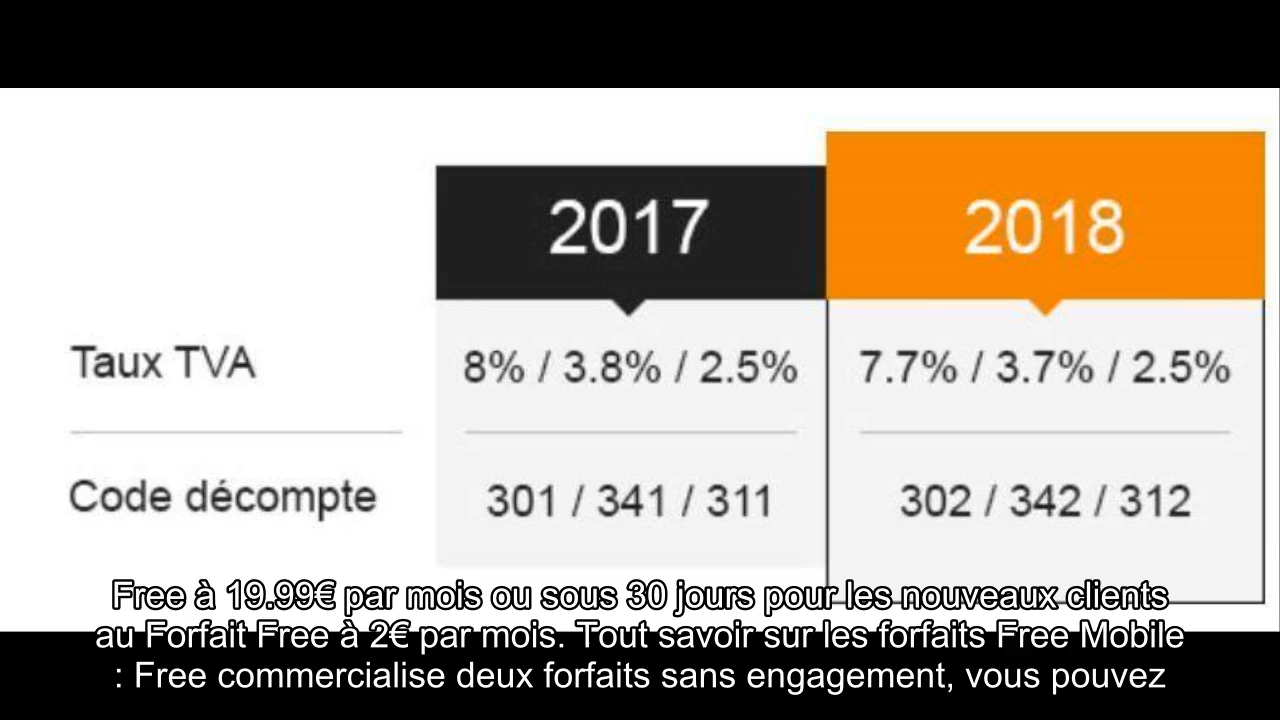 2017
2018
Taux TVA
8% / 3.8% / 2.5%
7.7% / 3.7% / 2.5%
Code décompte
301 / 341 / 311
302 / 342 / 312
Free à 19.99€ par mois ou sous 30 jours pour les nouveaux clients
au Forfait Free à 2€ par mois. Tout savoir sur les forfaits Free Mobile
: Free commercialise deux forfaits sans engagement, vous pouvez